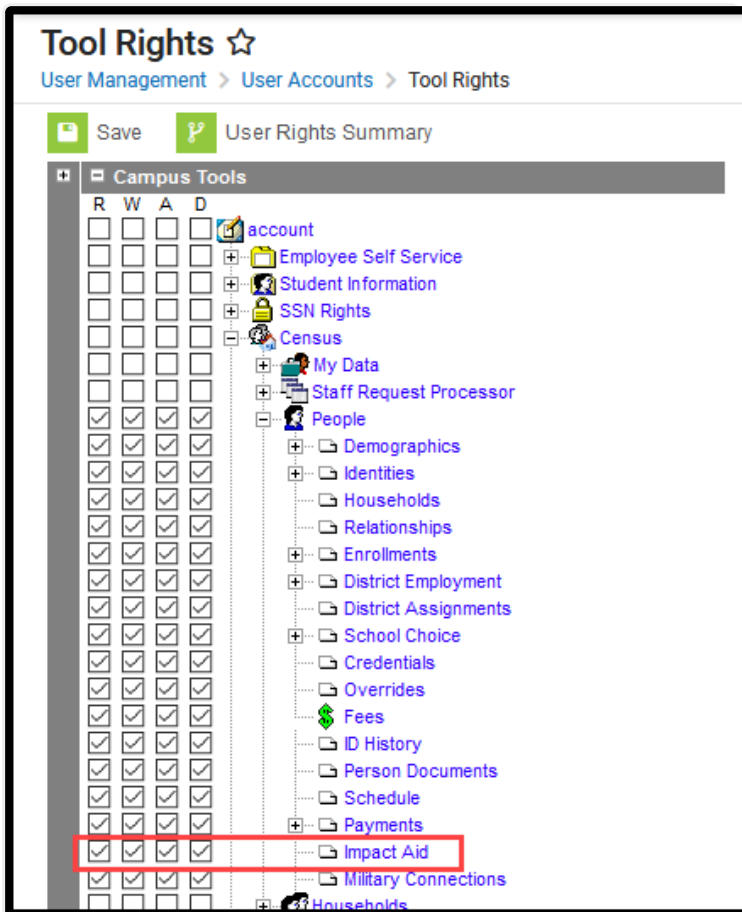 Tool Rights
User Management > User Accounts > Tool Rights
Save User Rights Summary
Campus Tools
R W A D
account
Employee Self Service
Student Information
SSN Rights
Census
My Data
Staff Request Processor
People
Demographics
Identities
Households
Relationships
Enrollments
District Employment
District Assignments
School Choice
Credentials
Overrides
Fees
ID History
Person Documents
Schedule
Payments
Impact Aid
Military Connections
Households